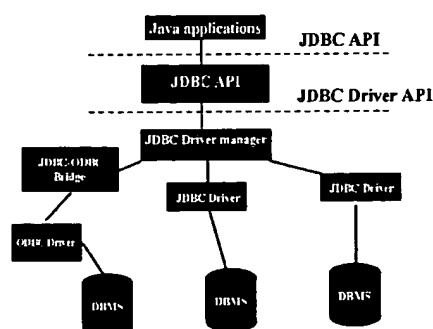 Java applications
JDBC API
JDBC API
JDBC Driver API
JDBC Driver manager
JDBC-ODBC
Bridge
JDBC Driver
JDBC Driver
ODBC Driver
DBMS
DBMS
DBMS